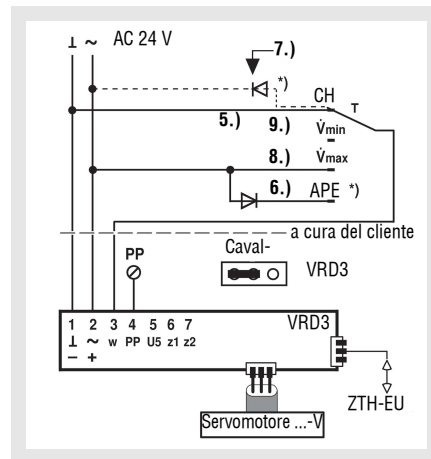 ⊥ ~ AC 24 V
7.)
*)
CH
T
5.) 9.) V̇min
8.) V̇max
6.) APE *)
a cura del cliente
PP
Caval-
VRD3
1 2 3 4 5 6 7 VRD3
⊥ ~ w PP U5 z1 z2
− +
ZTH-EU
Servomotore ...-V